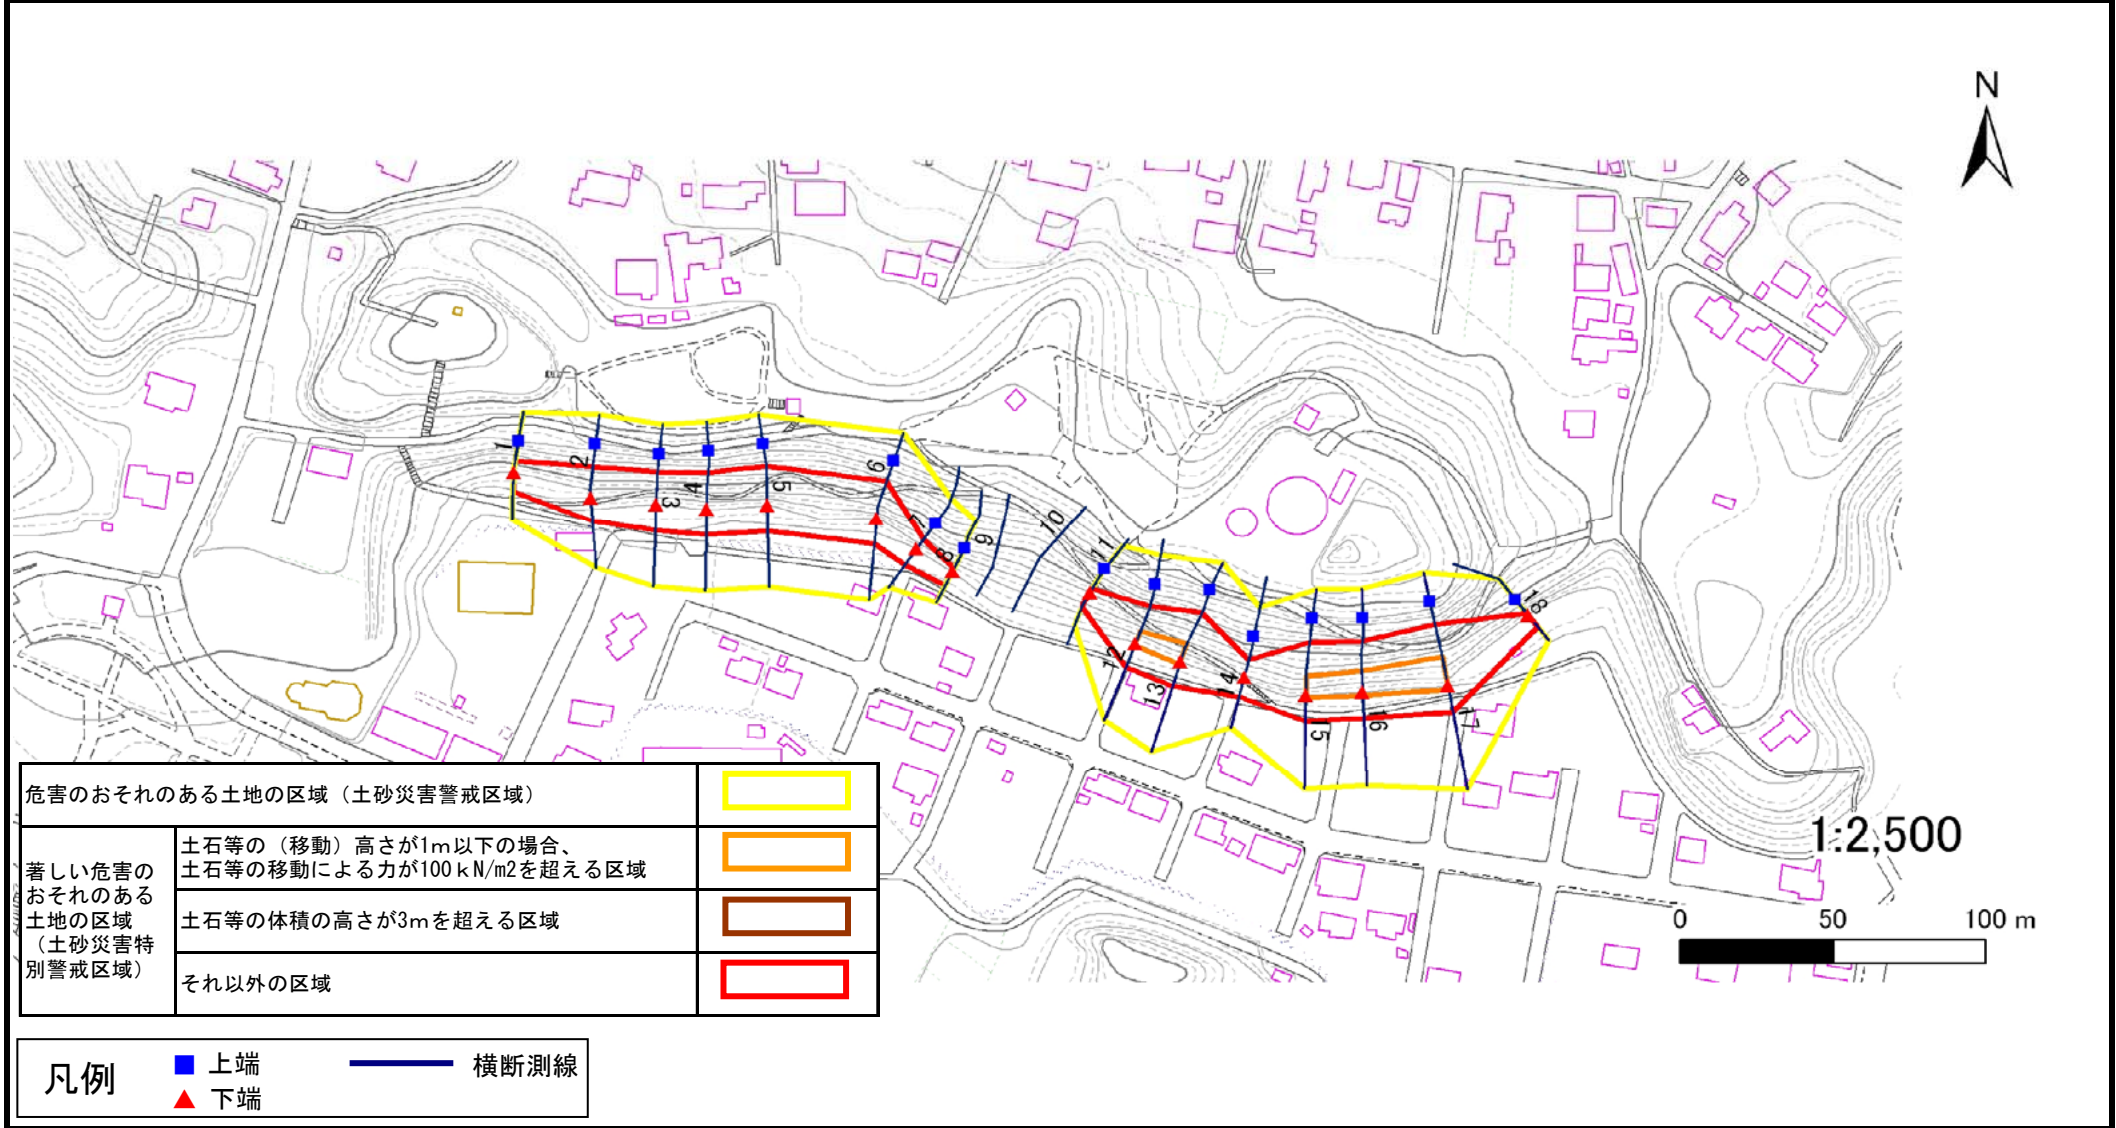 N
1
2
3
4
5
6
7
8
9
10
11
12
13
14
15
16
17
18
危害のおそれのある土地の区域（土砂災害警戒区域）
著しい危害の
おそれのある
土地の区域
（土砂災害特
別警戒区域）
土石等の（移動）高さが1m以下の場合、
土石等の移動による力が100kN/m2を超える区域
土石等の体積の高さが3mを超える区域
それ以外の区域
1:2,500
0 50 100 m
凡例
上端
下端
横断測線